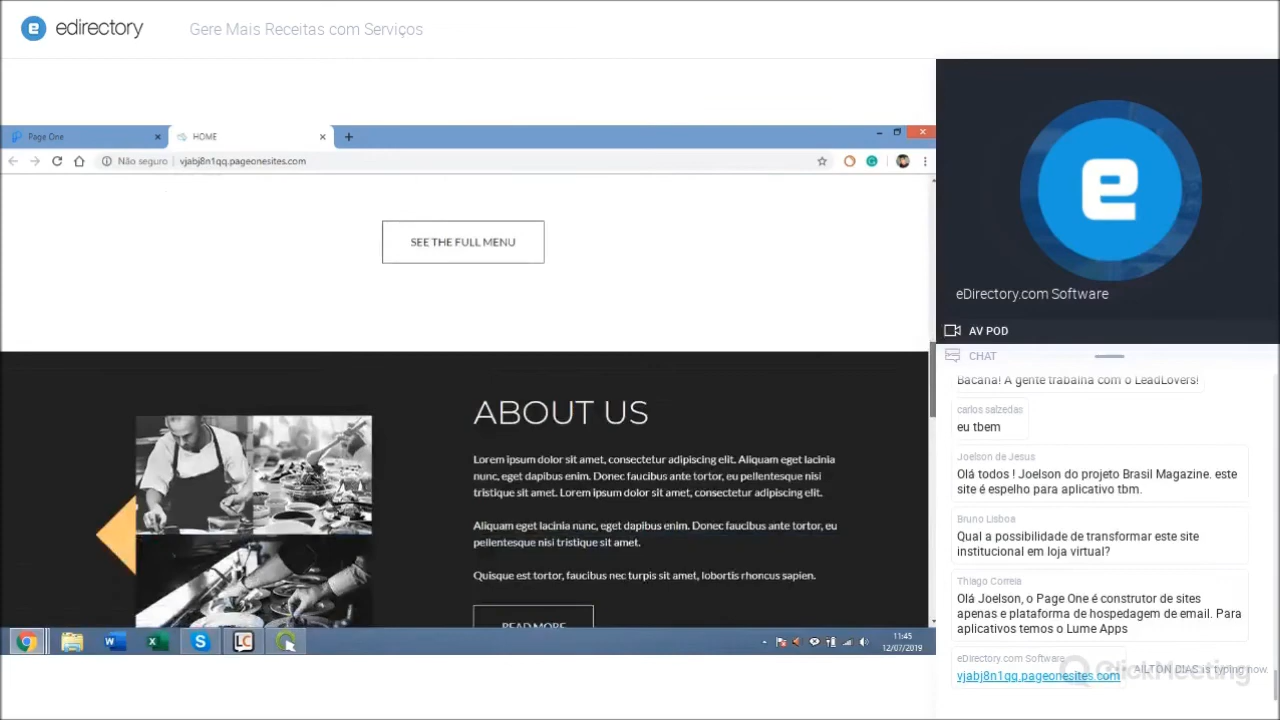 edirectory
Gere Mais Receitas com Serviços
Page One
HOME
Não seguro
vjabj8n1qq.pageonesites.com
SEE THE FULL MENU
ABOUT US
Lorem ipsum dolor sit amet, consectetur adipiscing elit. Aliquam eget lacinia
nunc, eget dapibus enim. Donec faucibus ante tortor, eu pellentesque nisi
tristique sit amet. Lorem ipsum dolor sit amet, consectetur adipiscing elit.
Aliquam eget lacinia nunc, eget dapibus enim. Donec faucibus ante tortor, eu
pellentesque nisi tristique sit amet.
Quisque est tortor, faucibus nec turpis sit amet, lobortis rhoncus sapien.
READ MORE
11:45
12/07/2019
eDirectory.com Software
AV POD
CHAT
Bacana! A gente trabalha com o LeadLovers!
carlos salzedas
eu tbem
Joelson de Jesus
Olá todos ! Joelson do projeto Brasil Magazine. este
site é espelho para aplicativo tbm.
Bruno Lisboa
Qual a possibilidade de transformar este site
institucional em loja virtual?
Thiago Correia
Olá Joelson, o Page One é construtor de sites
apenas e plataforma de hospedagem de email. Para
aplicativos temos o Lume Apps
eDirectory.com Software
vjabj8n1qq.pageonesites.com
AILTON DIAS is typing now.
ClickMeeting